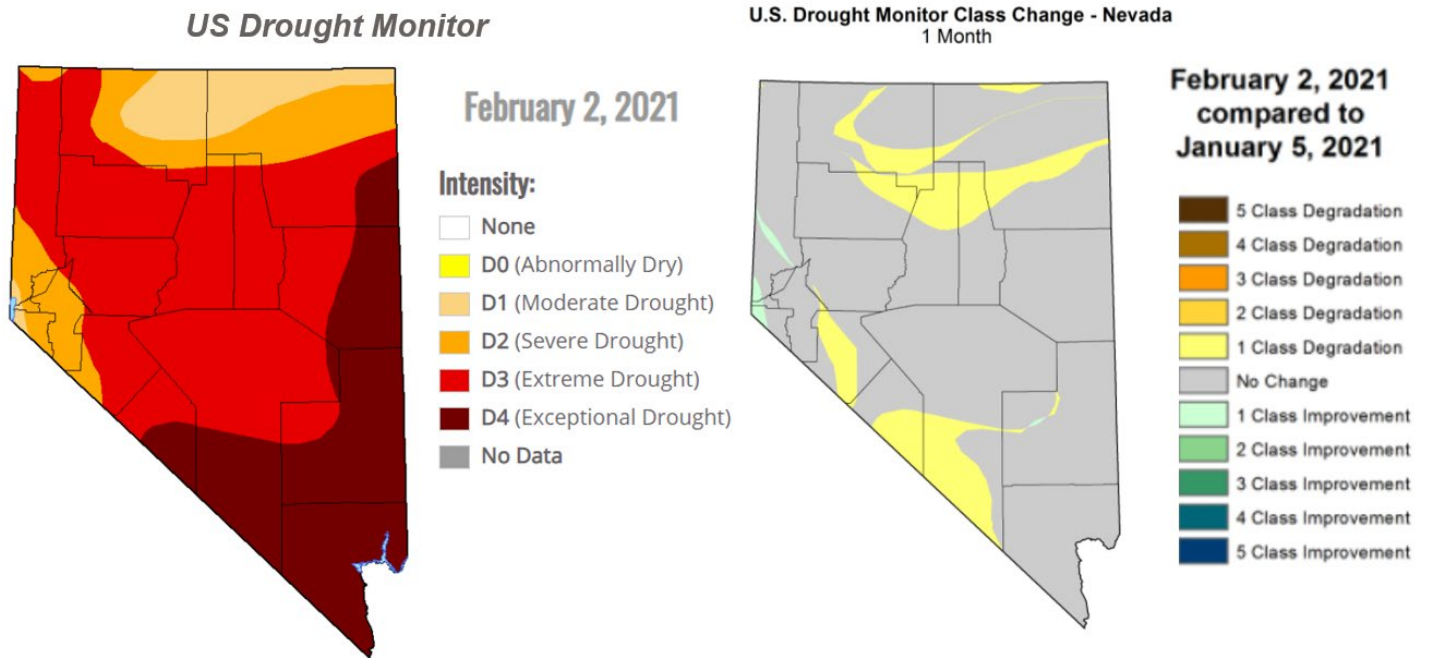 US Drought Monitor
February 2, 2021
Intensity:
None
D0 (Abnormally Dry)
D1 (Moderate Drought)
D2 (Severe Drought)
D3 (Extreme Drought)
D4 (Exceptional Drought)
No Data
U.S. Drought Monitor Class Change - Nevada
1 Month
February 2, 2021
compared to
January 5, 2021
5 Class Degradation
4 Class Degradation
3 Class Degradation
2 Class Degradation
1 Class Degradation
No Change
1 Class Improvement
2 Class Improvement
3 Class Improvement
4 Class Improvement
5 Class Improvement